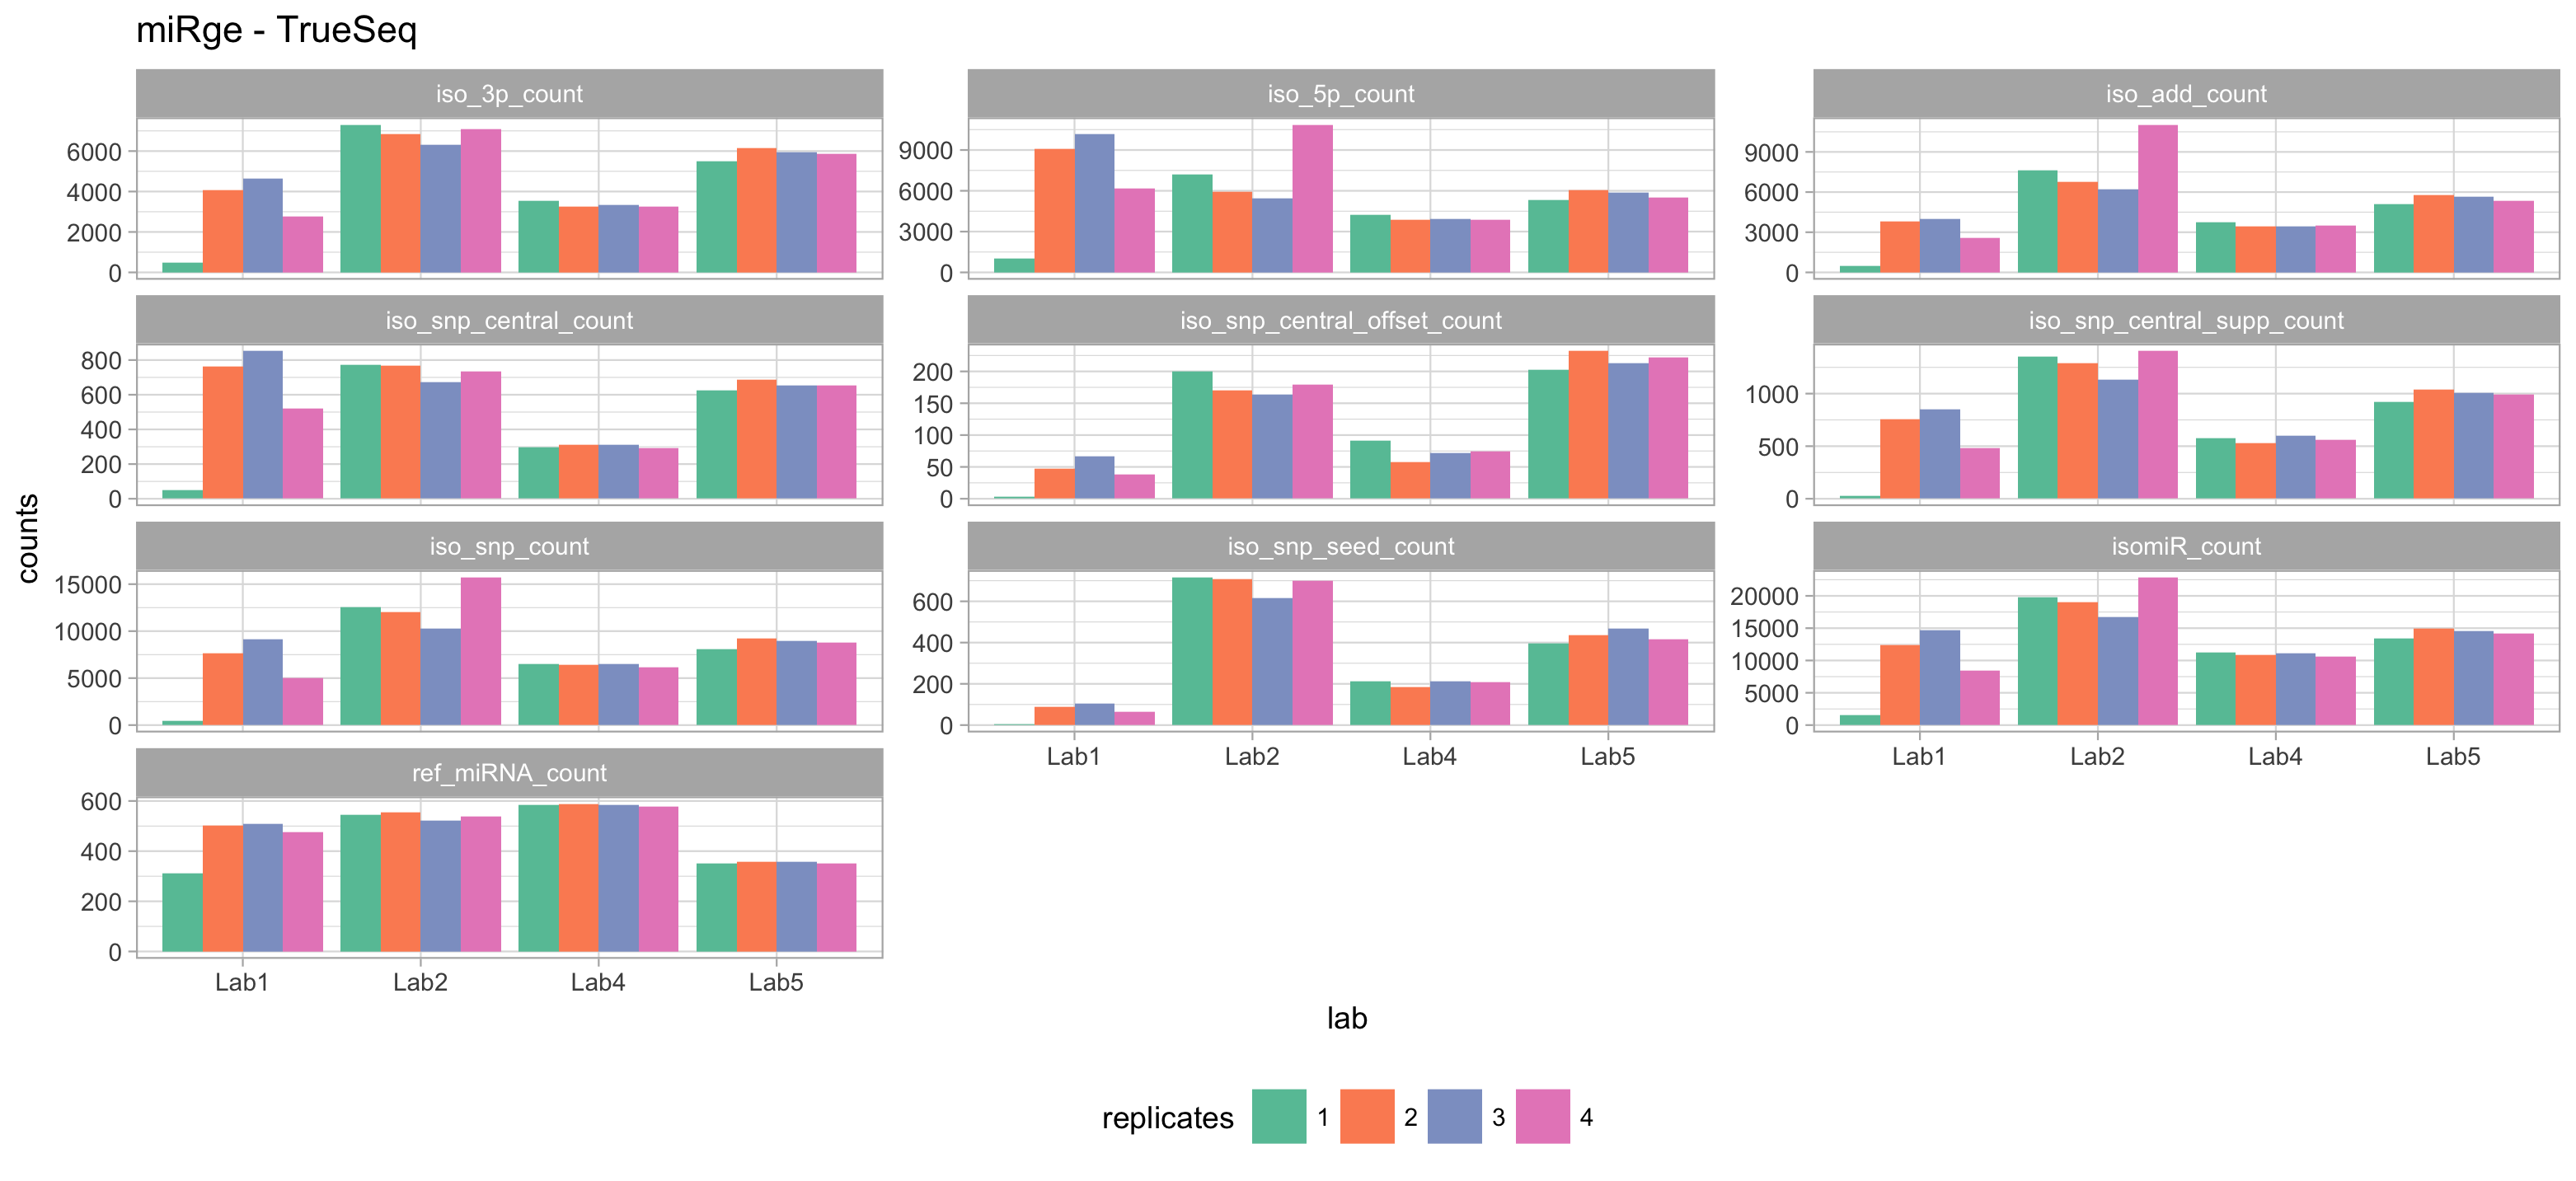 miRge - TrueSeq
iso_3p_count
iso_5p_count
iso_add_count
6000
4000
2000
0
9000
6000
3000
0
9000
6000
3000
0
iso_snp_central_count
iso_snp_central_offset_count
iso_snp_central_supp_count
800
600
400
200
0
200
150
100
50
0
1000
500
0
counts
iso_snp_count
iso_snp_seed_count
isomiR_count
15000
10000
5000
0
600
400
200
0
20000
15000
10000
5000
0
Lab1 Lab2 Lab4 Lab5
Lab1 Lab2 Lab4 Lab5
ref_miRNA_count
600
400
200
0
Lab1 Lab2 Lab4 Lab5
lab
replicates 1 2 3 4